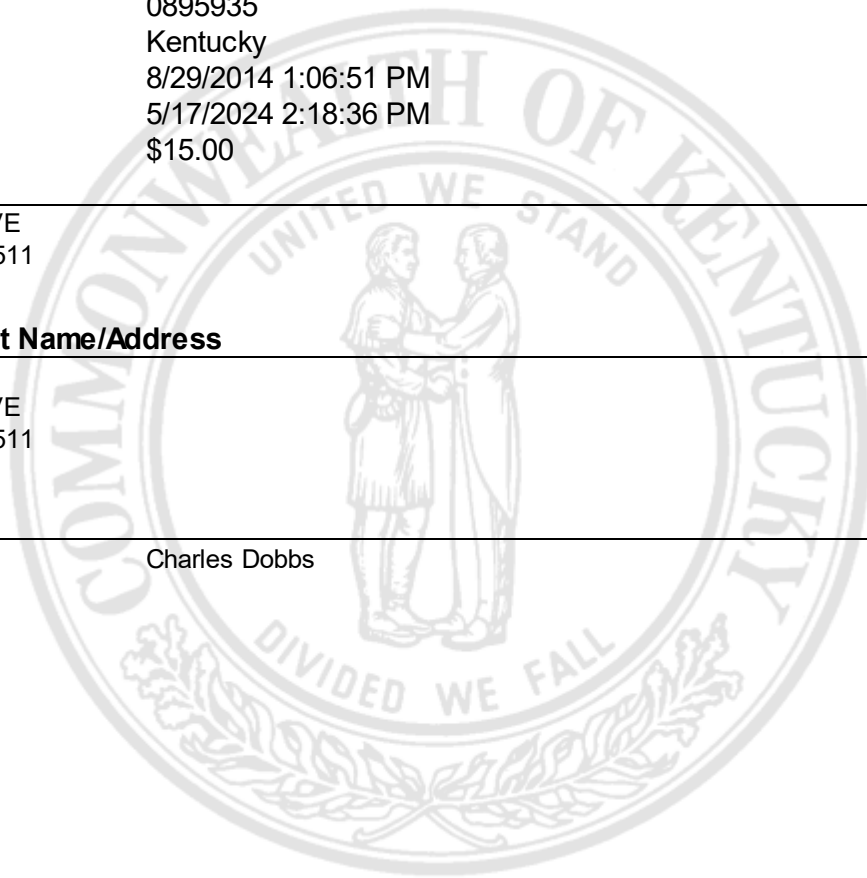 0895935
Kentucky
8/29/2014 1:06:51 PM
5/17/2024 2:18:36 PM
$15.00
VE
511
t Name/Address
VE
511
Charles Dobbs
COMMONWEALTH OF KENTUCKY
UNITED WE STAND
DIVIDED WE FALL